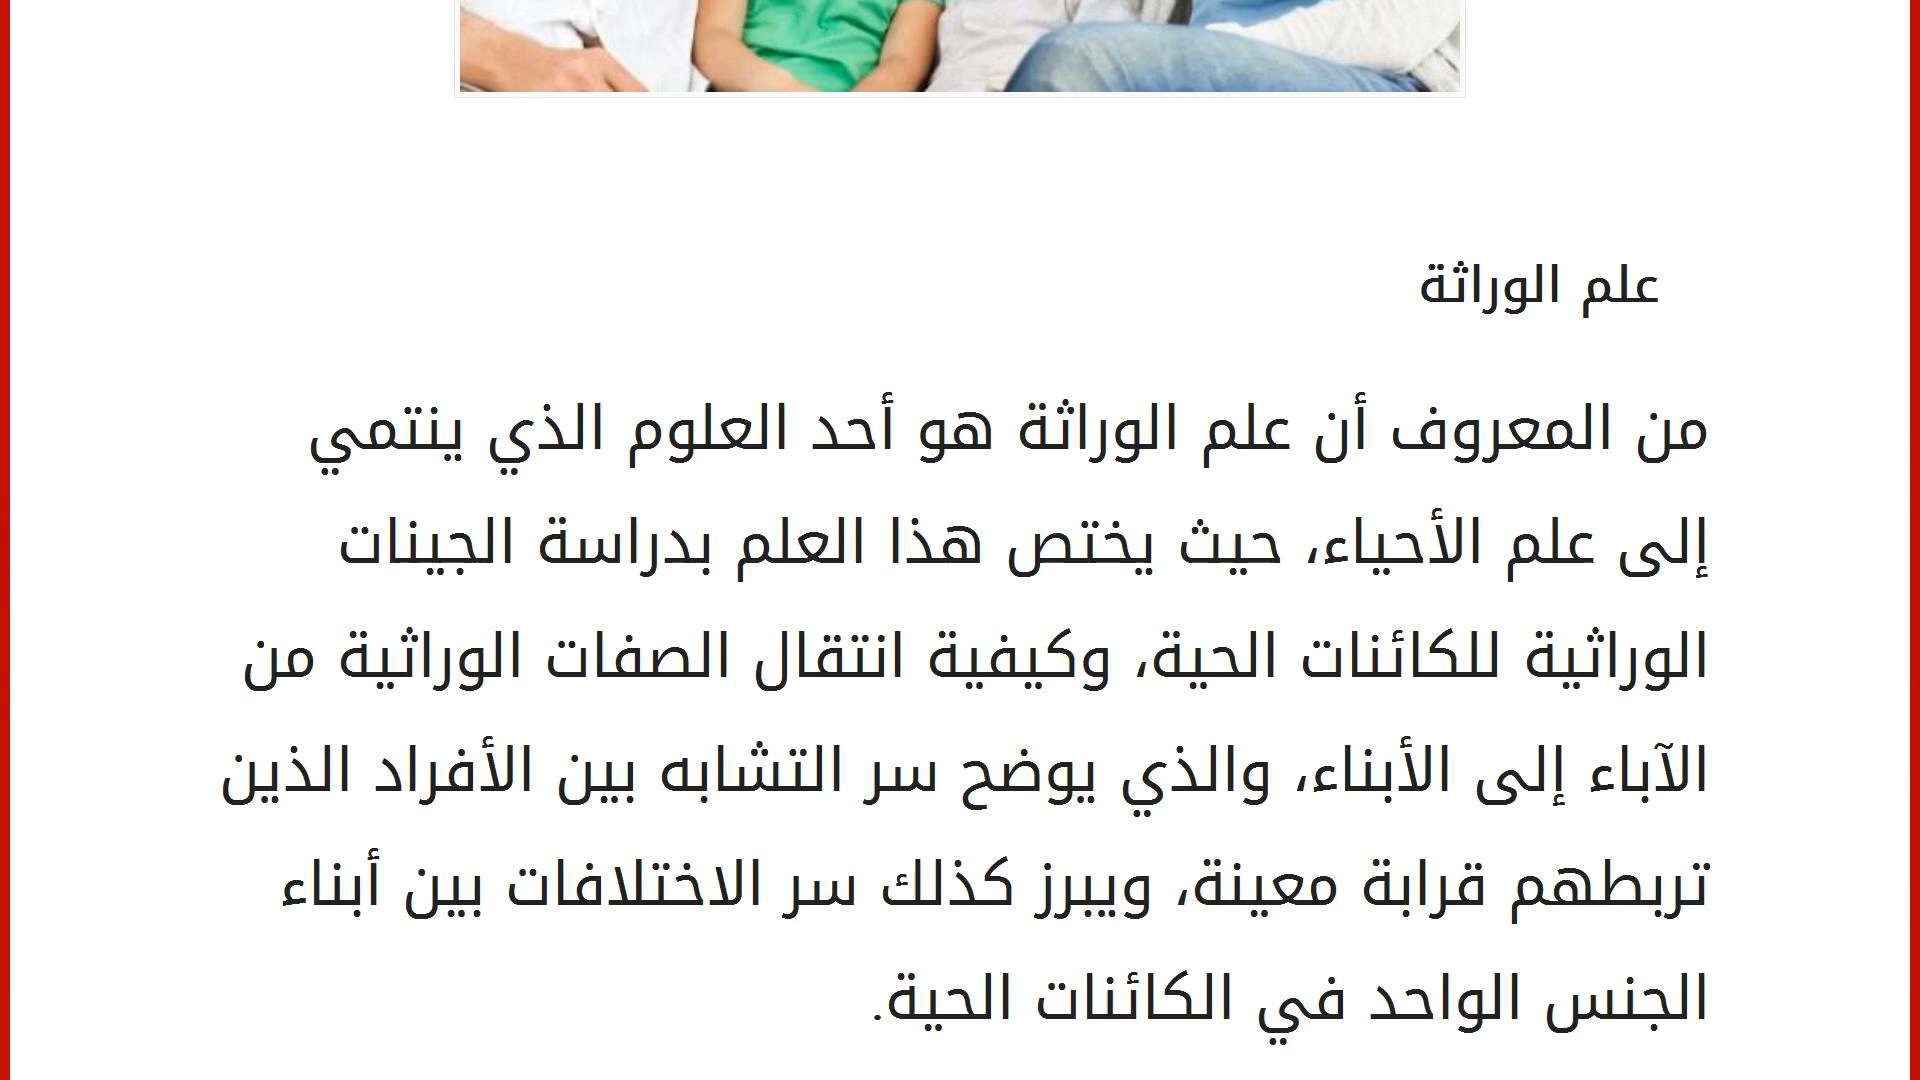 علم الوراثة
من المعروف أن علم الوراثة هو أحد العلوم الذي ينتمي
إلى علم الأحياء، حيث يختص هذا العلم بدراسة الجينات
الوراثية للكائنات الحية، وكيفية انتقال الصفات الوراثية من
الآباء إلى الأبناء، والذي يوضح سر التشابه بين الأفراد الذين
تربطهم قرابة معينة، ويبرز كذلك سر الاختلافات بين أبناء
الجنس الواحد في الكائنات الحية.